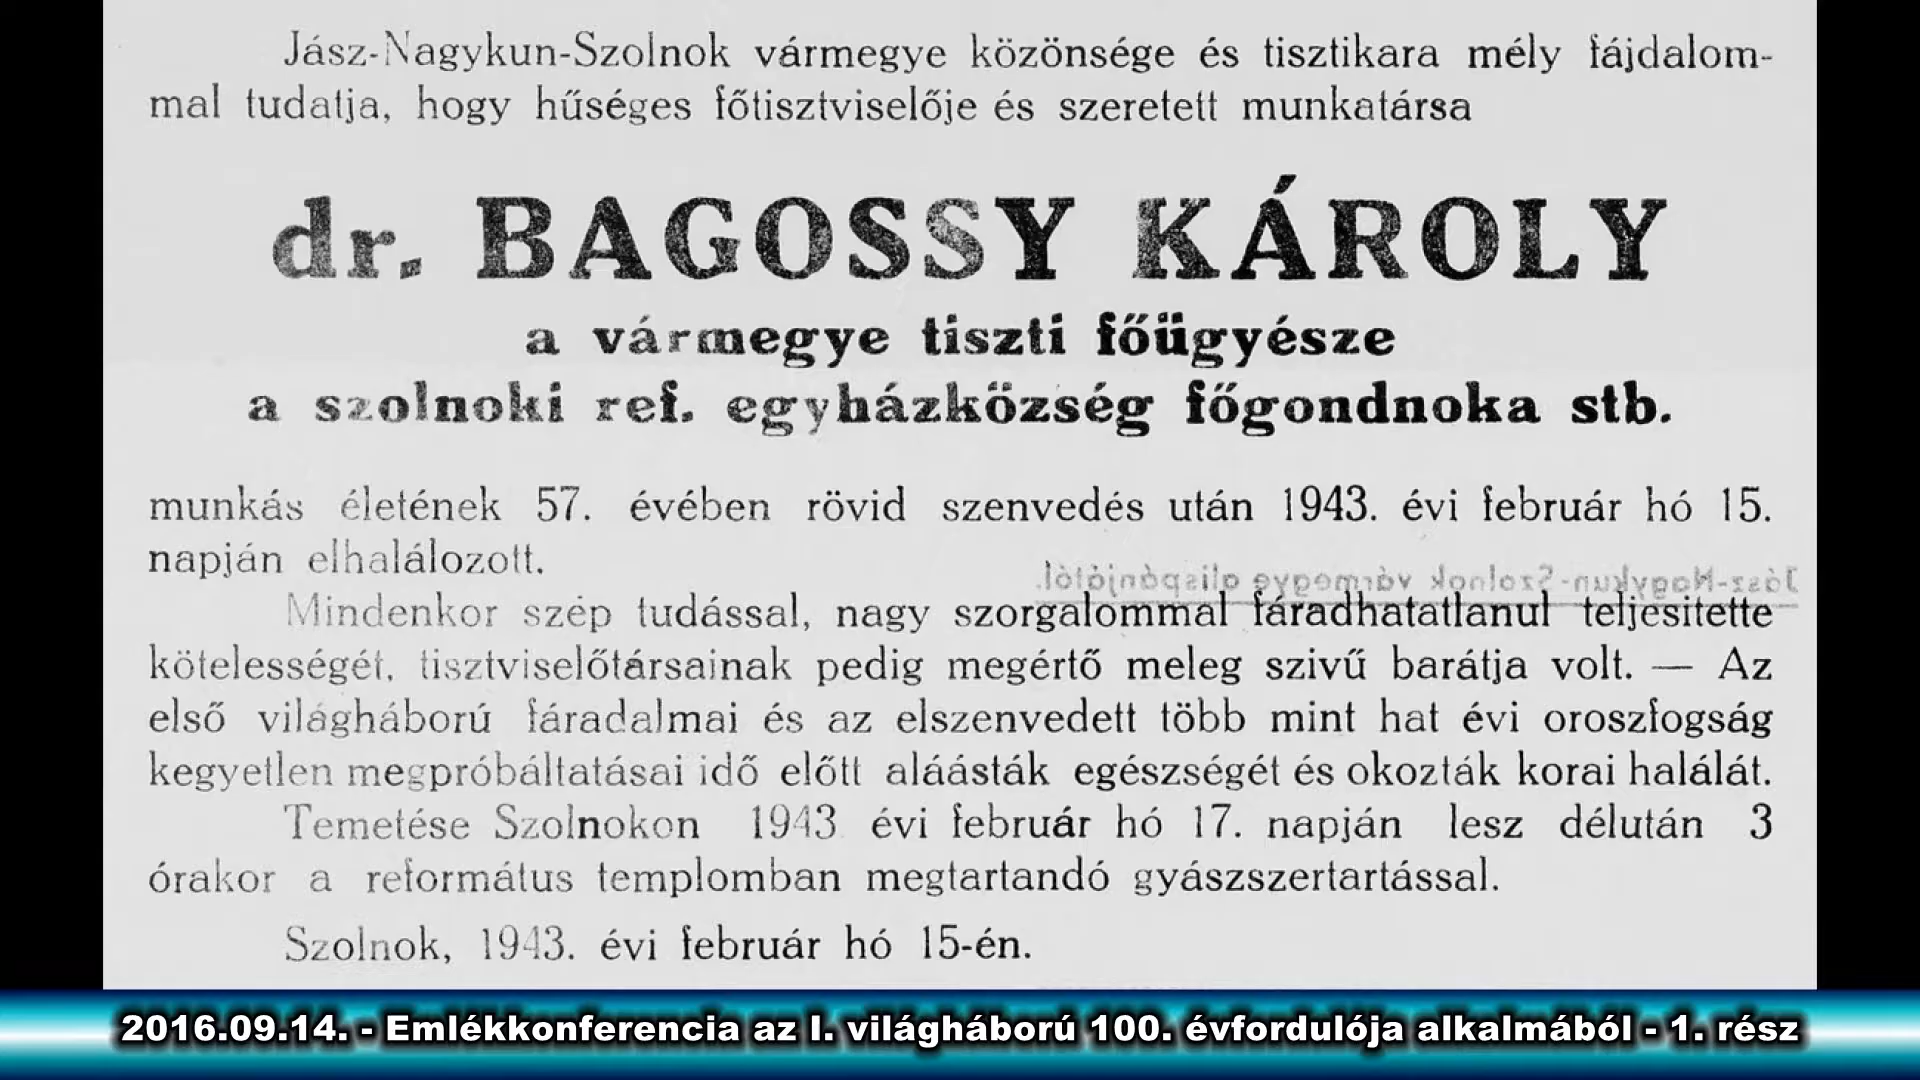 Jász-Nagykun-Szolnok vármegye közönsége és tisztikara mély fájdalom-
mal tudatja, hogy hűséges főtisztviselője és szeretett munkatársa
dr. BAGOSSY KÁROLY
a vármegye tiszti főügyésze
a szolnoki ref. egyházközség főgondnoka stb.
munkás életének 57. évében rövid szenvedés után 1943. évi február hó 15.
napján elhalálozott.
Jász-Nagykun-Szolnok vármegye alispánjától.
Mindenkor szép tudással, nagy szorgalommal fáradhatatlanul teljesitette
kötelességét, tisztviselőtársainak pedig megértő meleg szivű barátja volt. — Az
első világháború fáradalmai és az elszenvedett több mint hat évi oroszfogság
kegyetlen megpróbáltatásai idő előtt aláásták egészségét és okozták korai halálát.
Temetése Szolnokon 1943 évi február hó 17. napján lesz délután 3
órakor a református templomban megtartandó gyászszertartással.
Szolnok, 1943. évi február hó 15-én.
2016.09.14. - Emlékkonferencia az I. világháború 100. évfordulója alkalmából - 1. rész